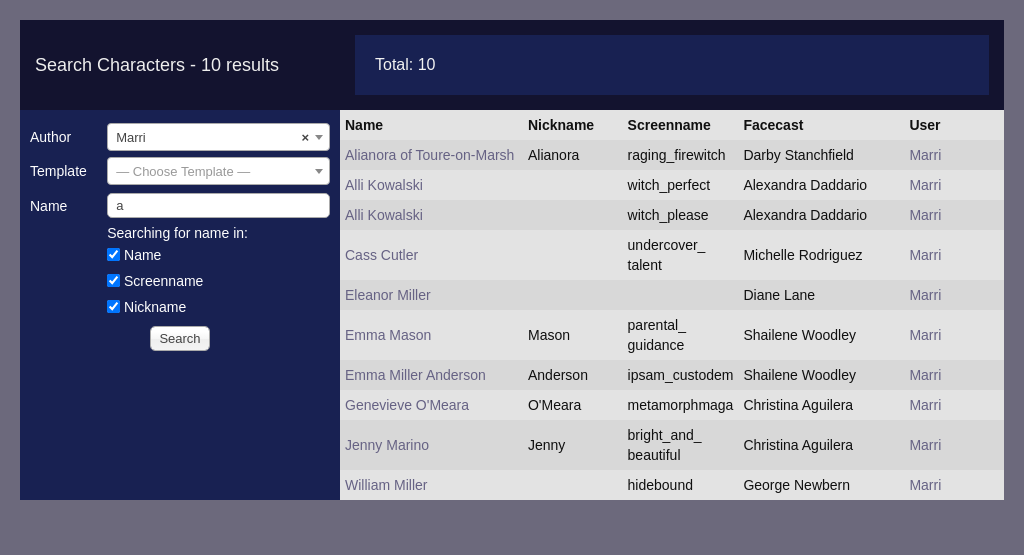 Search Characters - 10 results
Total: 10
Author
Marri × 
Template
— Choose Template —
Name
a
Searching for name in:
Name
Screenname
Nickname
Search
Name Nickname Screenname Facecast User
Alianora of Toure-on-Marsh Alianora raging_firewitch Darby Stanchfield Marri
Alli Kowalski witch_perfect Alexandra Daddario Marri
Alli Kowalski witch_please Alexandra Daddario Marri
Cass Cutler undercover_ Michelle Rodriguez Marri
talent
Eleanor Miller Diane Lane Marri
Emma Mason Mason parental_ Shailene Woodley Marri
guidance
Emma Miller Anderson Anderson ipsam_custodem Shailene Woodley Marri
Genevieve O'Meara O'Meara metamorphmaga Christina Aguilera Marri
Jenny Marino Jenny bright_and_ Christina Aguilera Marri
beautiful
William Miller hidebound George Newbern Marri